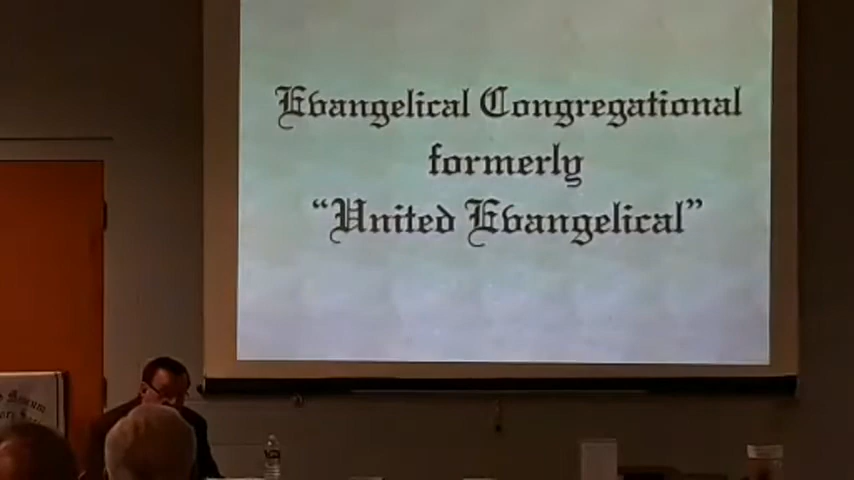 Evangelical Congregational
formerly
“United Evangelical”